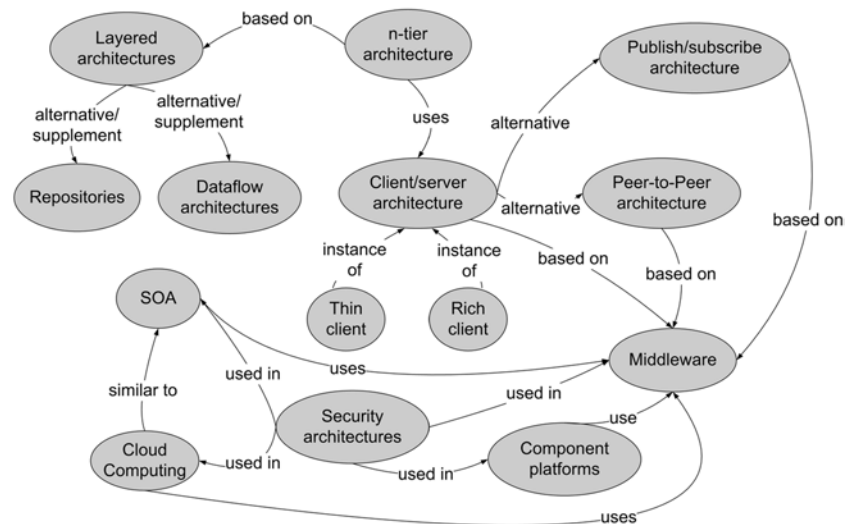 based on
Layered
architectures
n-tier
architecture
Publish/subscribe
architecture
alternative/
supplement
alternative/
supplement
uses
alternative
Repositories
Dataflow
architectures
Client/server
architecture
alternative
Peer-to-Peer
architecture
based on
instance
of
instance
of
based on
based on
SOA
Thin
client
Rich
client
Middleware
uses
used in
similar to
used in
use
Security
architectures
Cloud
Computing
used in
used in
Component
platforms
uses